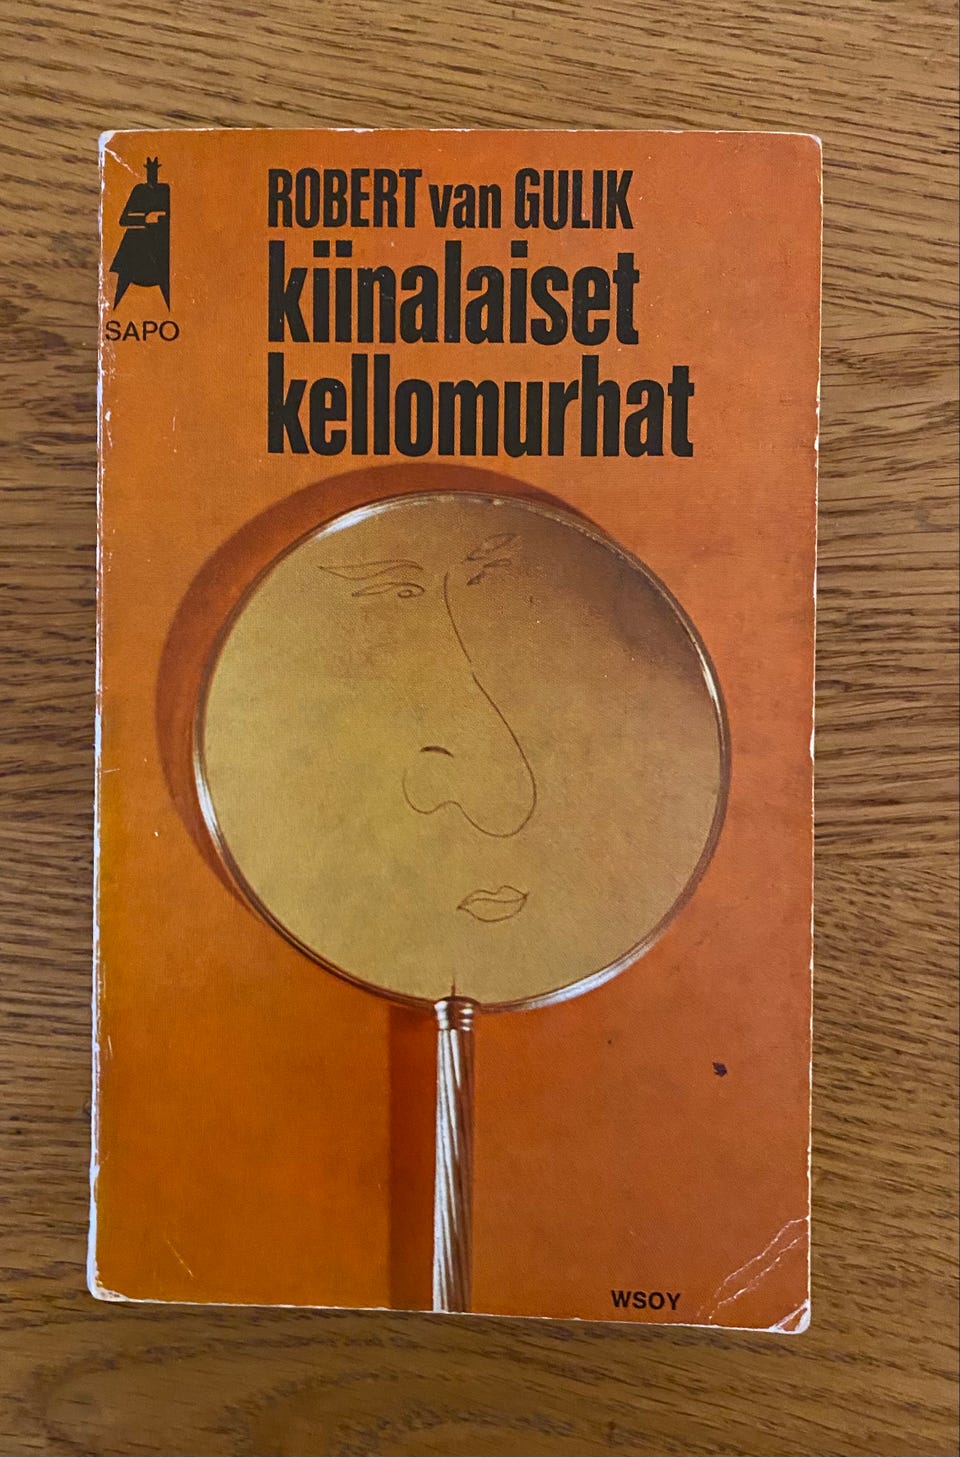 ROBERT van GULIK
kiinalaiset
kellomurhat
SAPO
WSOY